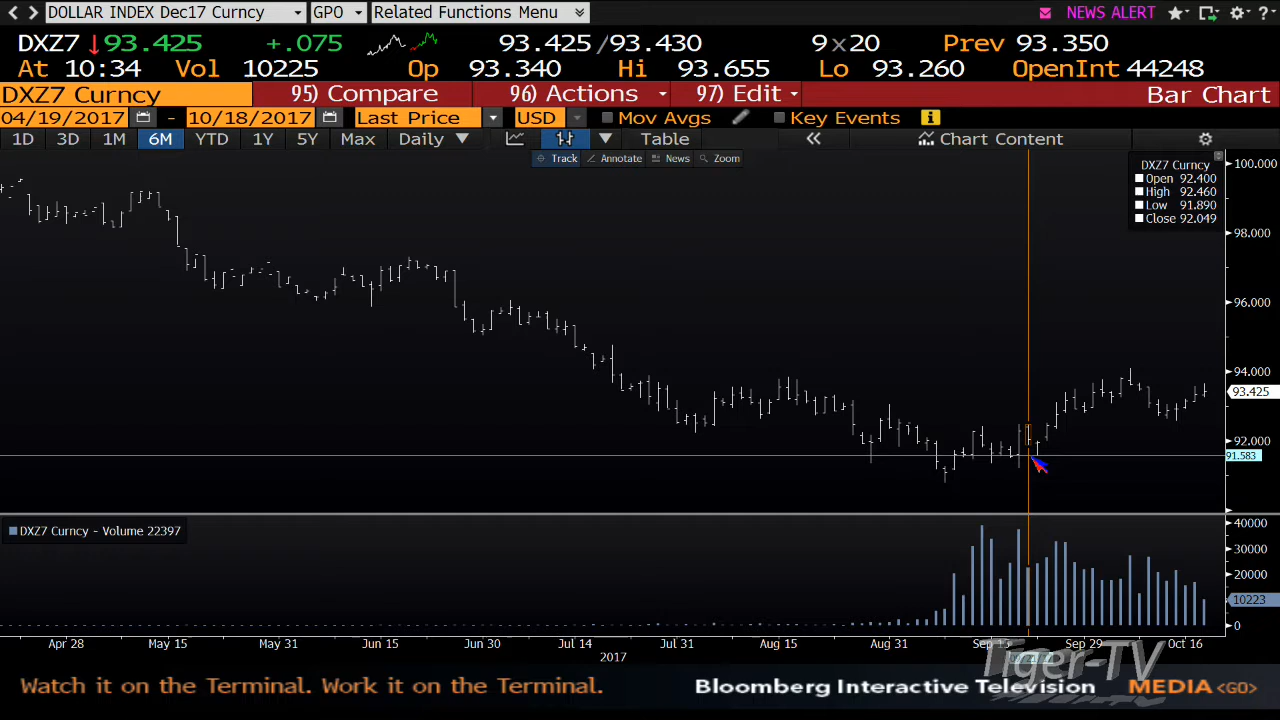 DOLLAR INDEX Dec17 Curncy GPO Related Functions Menu NEWS ALERT ?
DXZ7 ↓93.425 +.075 93.425/93.430 9x20 Prev 93.350
At 10:34 Vol 10225 Op 93.340 Hi 93.655 Lo 93.260 OpenInt 44248
DXZ7 Curncy 95) Compare 96) Actions 97) Edit Bar Chart
04/19/2017 - 10/18/2017 Last Price USD Mov Avgs Key Events
1D 3D 1M 6M YTD 1Y 5Y Max Daily Table Chart Content
Track Annotate News Zoom
DXZ7 Curncy
Open 92.400
High 92.460
Low 91.890
Close 92.049
100.000
98.000
96.000
94.000
93.425
92.000
91.583
DXZ7 Curncy - Volume 22397
40000
30000
20000
10223
0
Apr 28 May 15 May 31 Jun 15 Jun 30 Jul 14 Jul 31 Aug 15 Aug 31 Sep 15 Sep 29 Oct 16
2017
Tiger-TV
Watch it on the Terminal. Work it on the Terminal. Bloomberg Interactive Television MEDIA <GO>